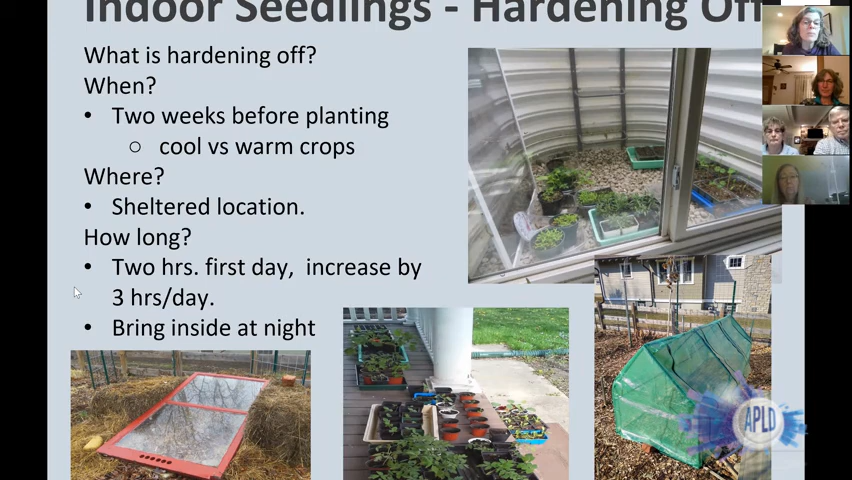 Indoor Seedlings - Hardening Off
What is hardening off?
When?
• Two weeks before planting
○ cool vs warm crops
Where?
• Sheltered location.
How long?
• Two hrs. first day, increase by
3 hrs/day.
• Bring inside at night
APLD